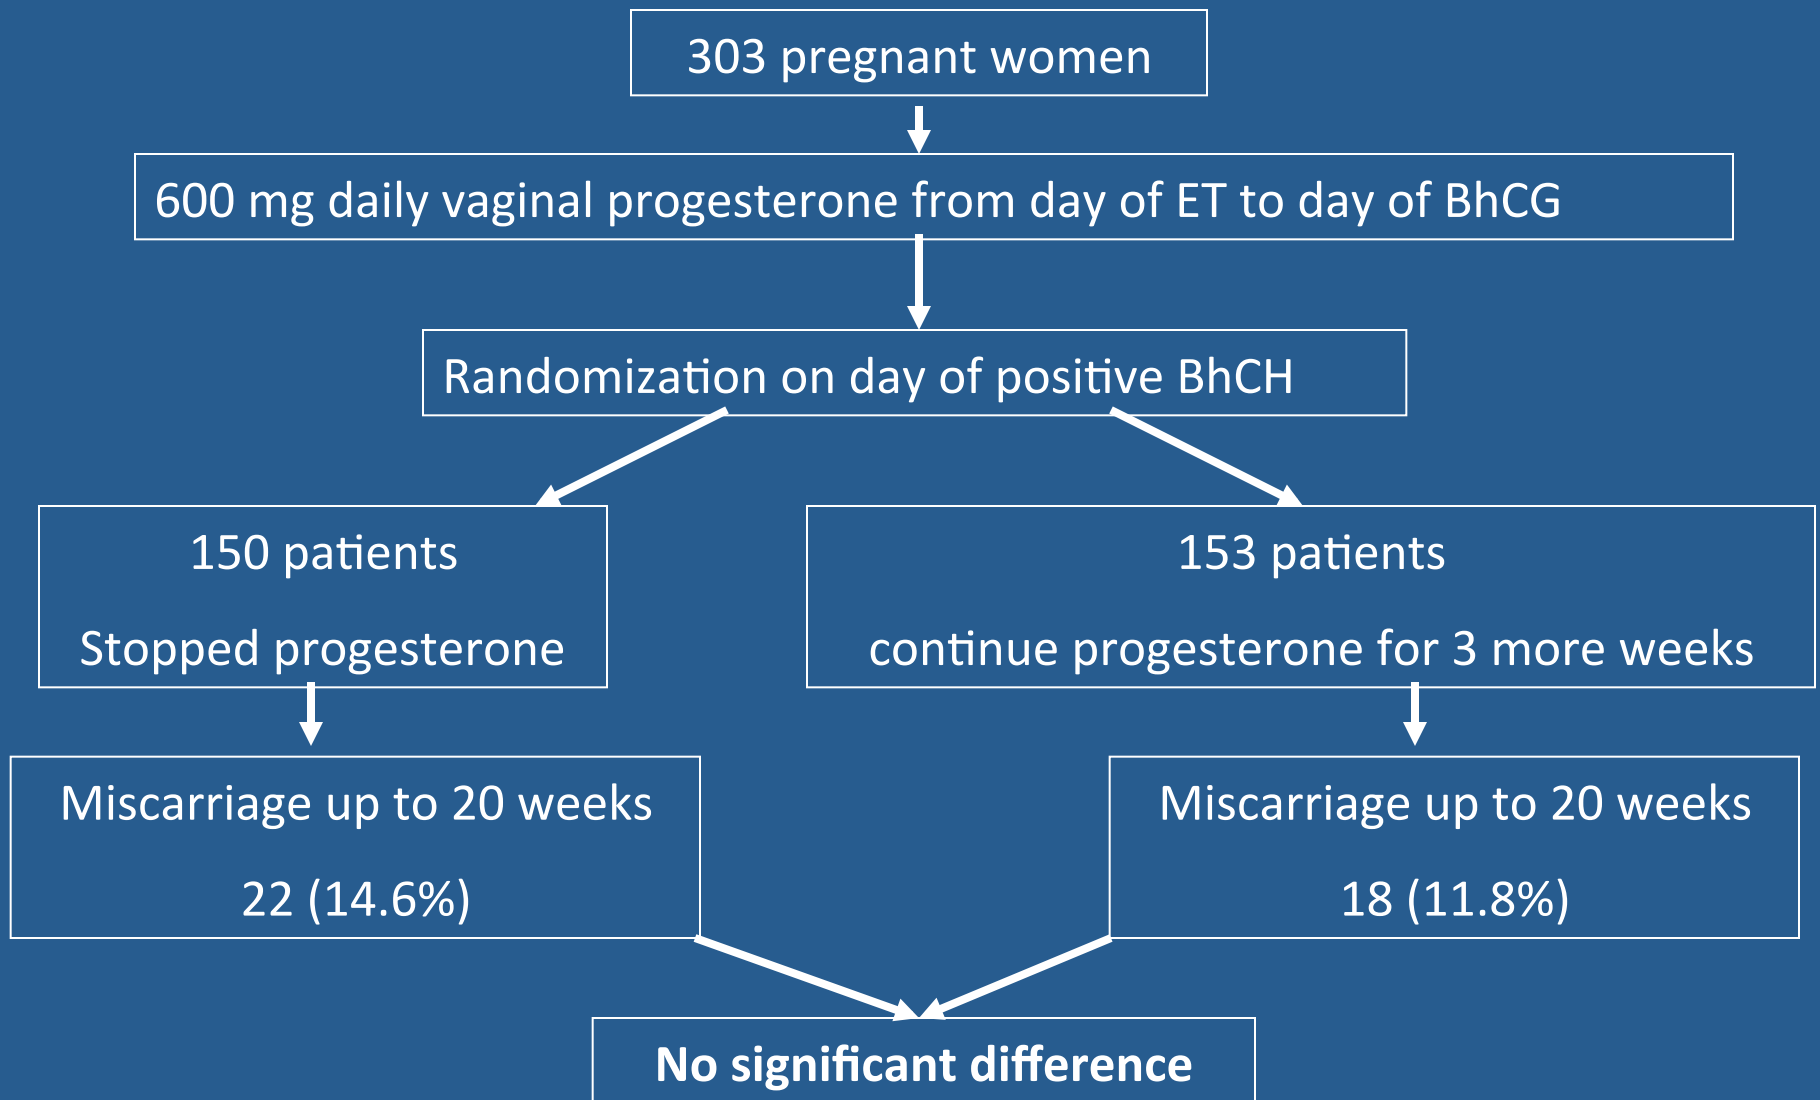 303 pregnant women
600 mg daily vaginal progesterone from day of ET to day of BhCG
Randomization on day of positive BhCH
150 patients
Stopped progesterone
153 patients
continue progesterone for 3 more weeks
Miscarriage up to 20 weeks
22 (14.6%)
Miscarriage up to 20 weeks
18 (11.8%)
No significant difference